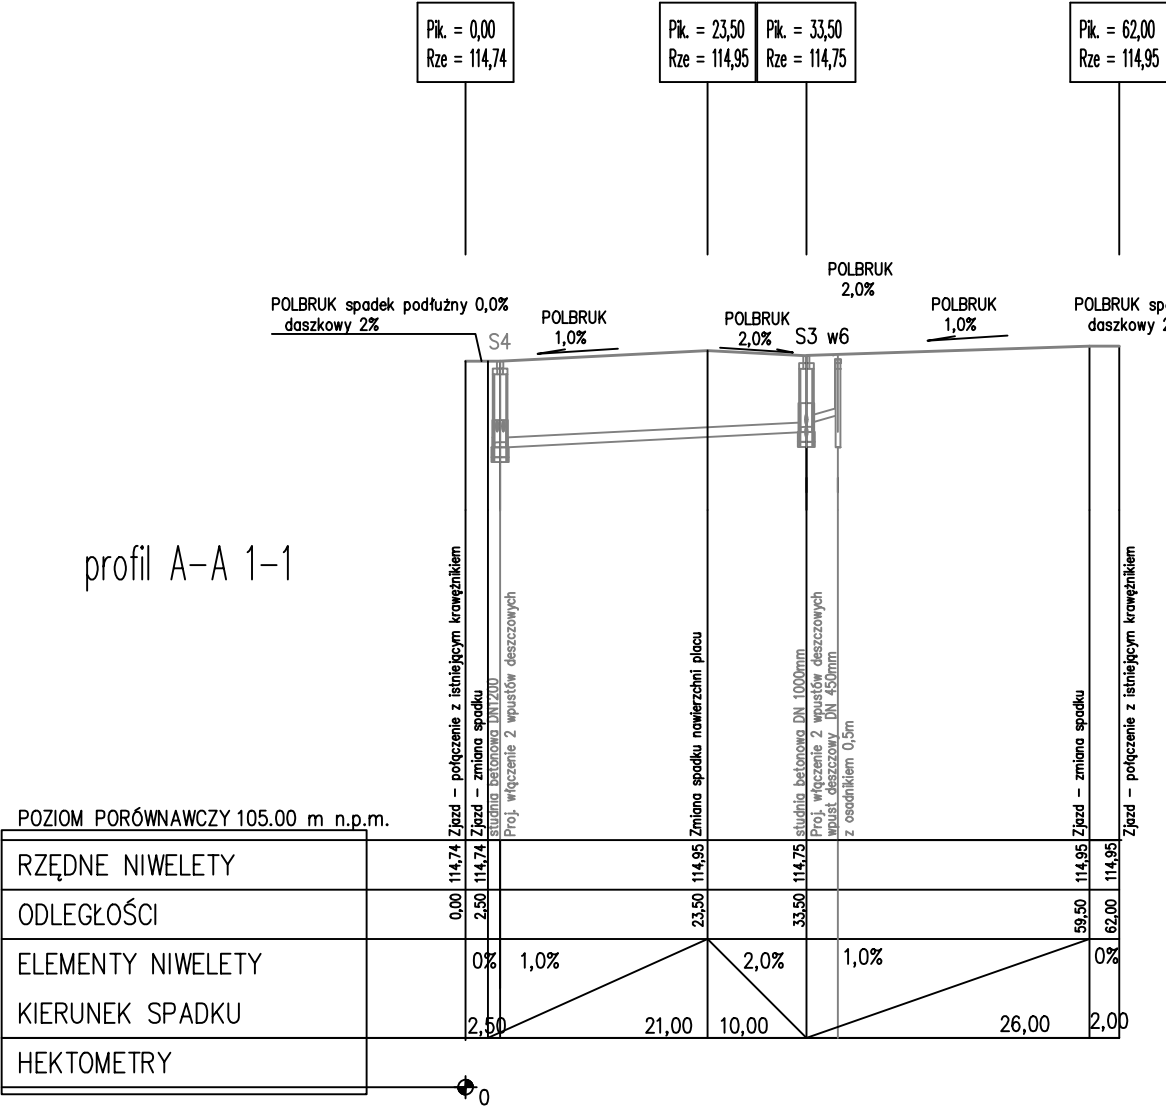 Pik. = 0,00
Rze = 114,74
Pik. = 23,50
Rze = 114,95
Pik. = 33,50
Rze = 114,75
Pik. = 62,00
Rze = 114,95
POLBRUK
2,0%
POLBRUK spadek podłużny 0,0%
daszkowy 2%
S4
POLBRUK
1,0%
POLBRUK
2,0%
S3 w6
POLBRUK
1,0%
POLBRUK spa
daszkowy 2
profil A-A 1-1
Zjazd - połączenie z istniejącym krawężnikiem
Zjazd - zmiana spadku
studnia betonowa DN1200
Proj. włączenie 2 wpustów deszczowych
Zmiana spadku nawierzchni placu
studnia betonowa DN 1000mm
Proj. włączenie 2 wpustów deszczowych
wpust deszczowy DN 450mm
z osadnikiem 0,5m
Zjazd - zmiana spadku
Zjazd - połączenie z istniejącym krawężnikiem
POZIOM PORÓWNAWCZY 105.00 m n.p.m.
RZĘDNE NIWELETY
114,74
114,74
114,95
114,75
114,95
114,95
ODLEGŁOŚCI
0,00
2,50
23,50
33,50
59,50
62,00
ELEMENTY NIWELETY
0%
1,0%
2,0%
1,0%
0%
KIERUNEK SPADKU
2,50
21,00
10,00
26,00
2,00
HEKTOMETRY
0